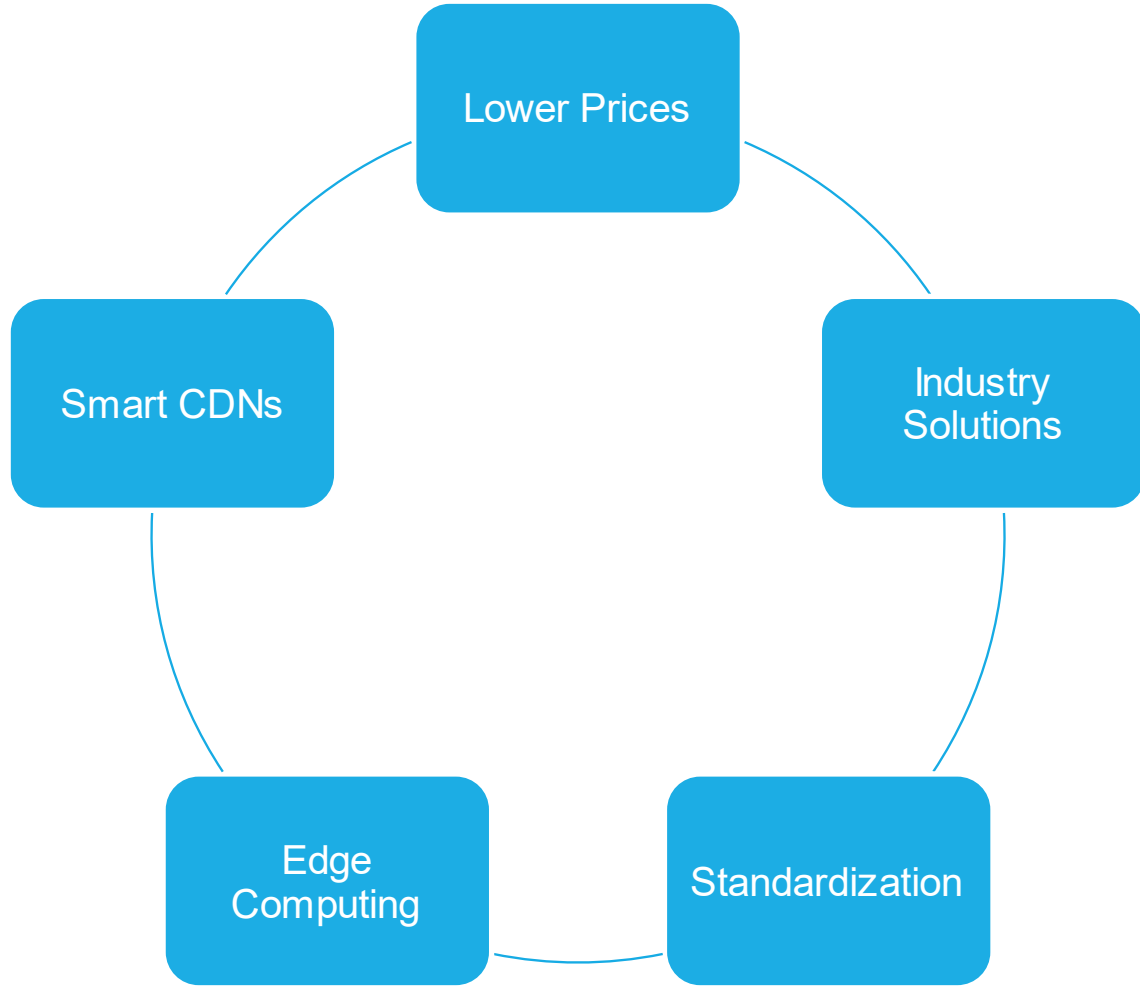 Lower Prices
Smart CDNs
Industry
Solutions
Edge
Computing
Standardization